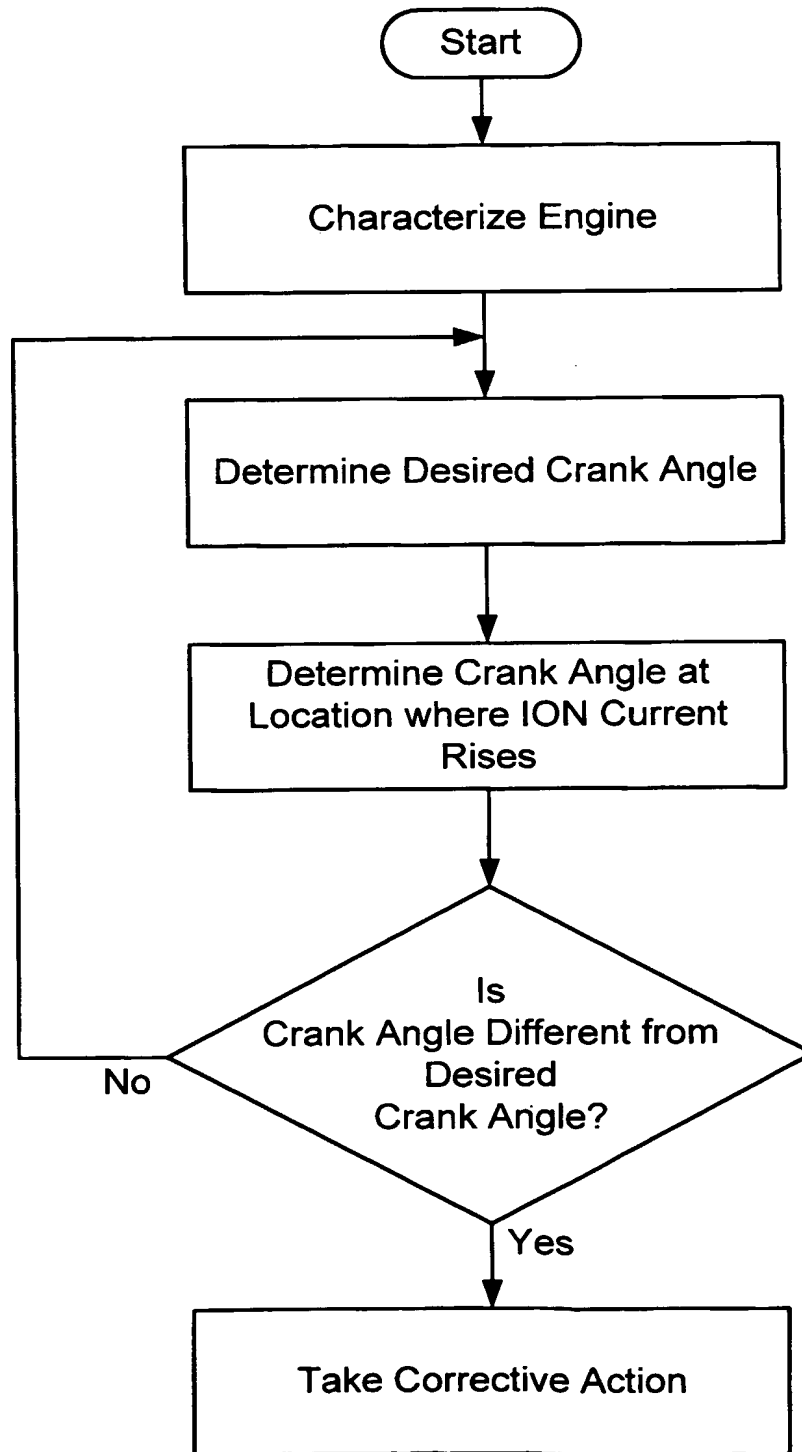 Start
Characterize Engine
Determine Desired Crank Angle
Determine Crank Angle at
Location where ION Current
Rises
Is
Crank Angle Different from
Desired
Crank Angle?
No
Yes
Take Corrective Action